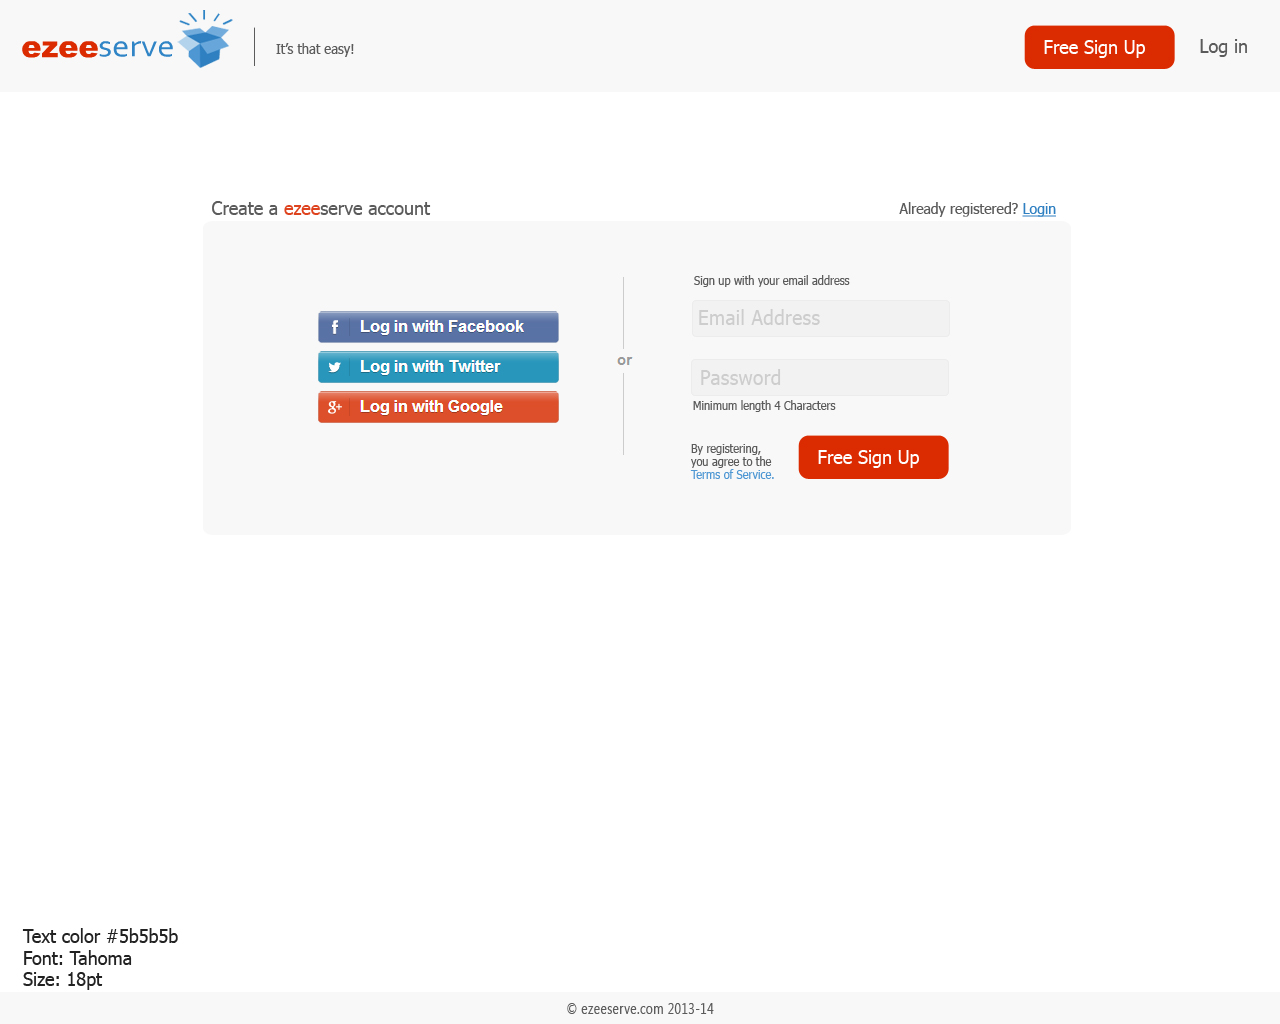 ezeeserve
It's that easy!
Free Sign Up
Log in
Create a ezeeserve account
Already registered? Login
Log in with Facebook
Log in with Twitter
Log in with Google
or
Sign up with your email address
Email Address
Password
Minimum length 4 Characters
By registering,
you agree to the
Terms of Service.
Free Sign Up
Text color #5b5b5b
Font: Tahoma
Size: 18pt
© ezeeserve.com 2013-14